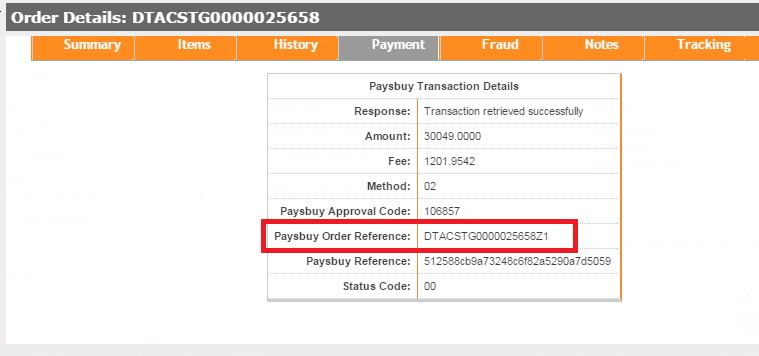 Order Details: DTACSTG0000025658
Summary Items History Payment Fraud Notes Tracking
Paysbuy Transaction Details
Response: Transaction retrieved successfully
Amount: 30049.0000
Fee: 1201.9542
Method: 02
Paysbuy Approval Code: 106857
Paysbuy Order Reference: DTACSTG0000025658Z1
Paysbuy Reference: 512588cb9a73248c6f82a5290a7d5059
Status Code: 00